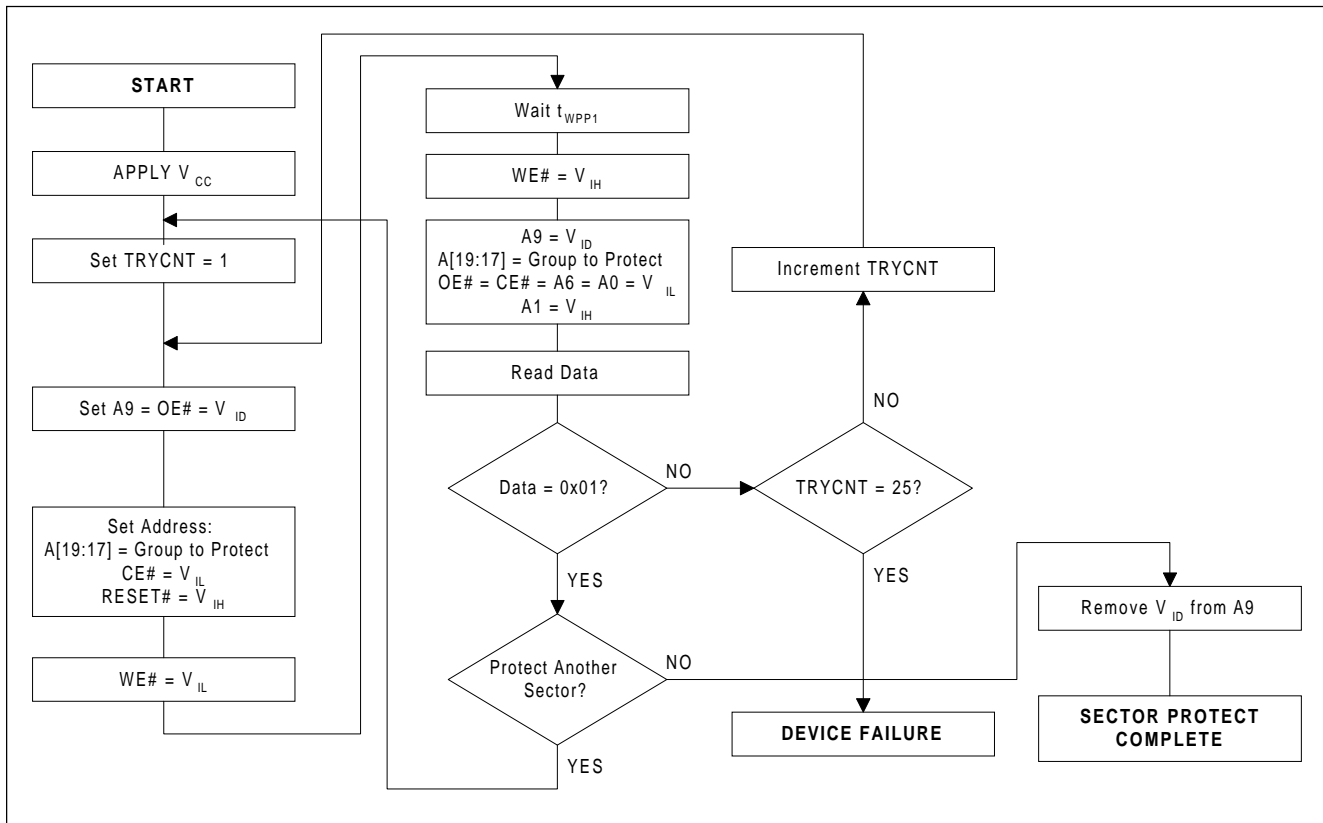 START
APPLY V CC
Set TRYCNT = 1
Set A9 = OE# = V ID
Set Address:
A[19:17] = Group to Protect
CE# = V IL
RESET# = V IH
WE# = V IL
Wait t WPP1
WE# = V IH
A9 = V ID
A[19:17] = Group to Protect
OE# = CE# = A6 = A0 = V IL
A1 = V IH
Read Data
Data = 0x01?
NO
YES
Protect Another
Sector?
NO
YES
Increment TRYCNT
NO
TRYCNT = 25?
YES
DEVICE FAILURE
Remove V ID from A9
SECTOR PROTECT
COMPLETE